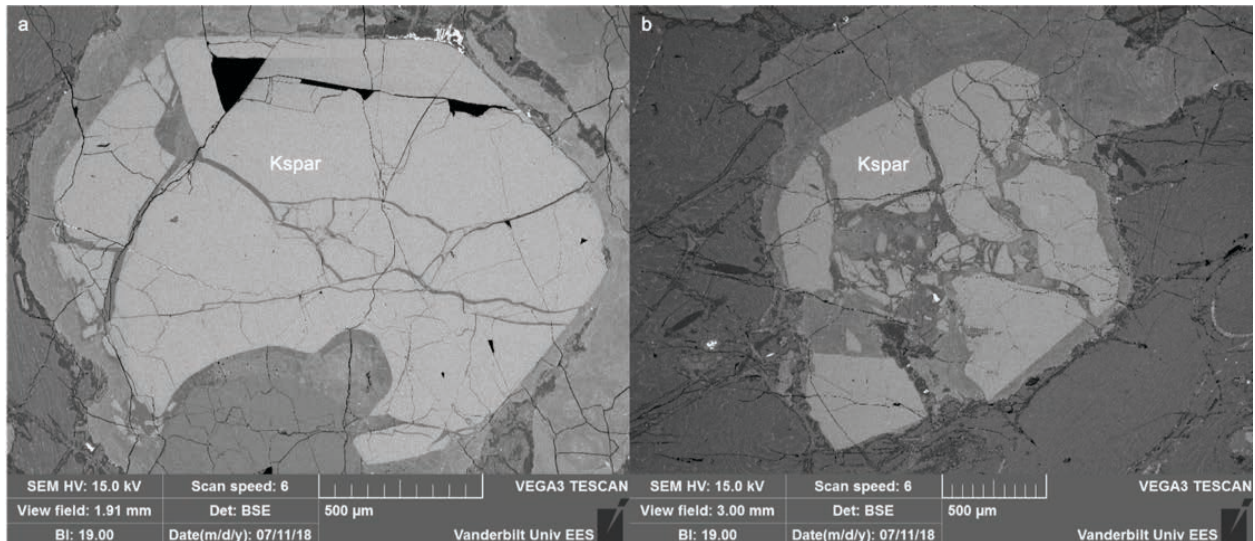 a
Kspar
SEM HV: 15.0 kV
Scan speed: 6
VEGA3 TESCAN
View field: 1.91 mm
Det: BSE
500 µm
BI: 19.00
Date(m/d/y): 07/11/18
Vanderbilt Univ EES
b
Kspar
SEM HV: 15.0 kV
Scan speed: 6
VEGA3 TESCAN
View field: 3.00 mm
Det: BSE
500 µm
BI: 19.00
Date(m/d/y): 07/11/18
Vanderbilt Univ EES